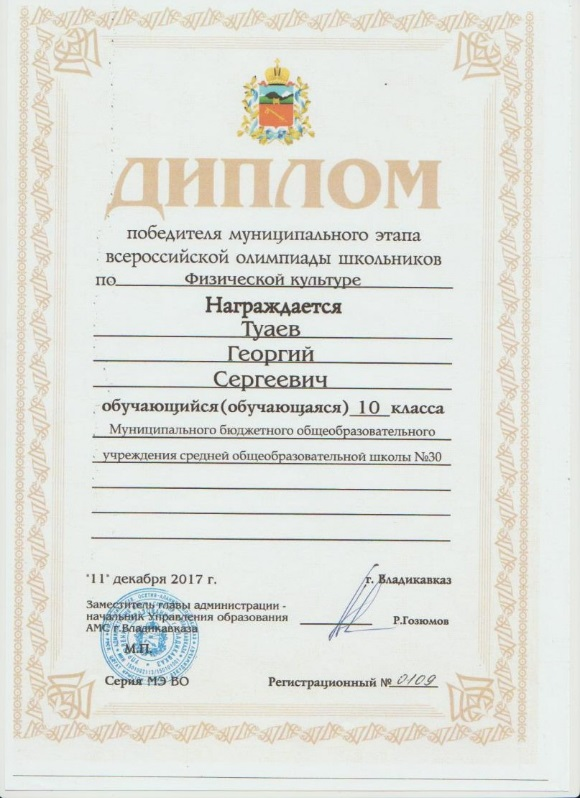 ДИПЛОМ
победителя муниципального этапа
всероссийской олимпиады школьников
по Физической культуре
Награждается
Туаев
Георгий
Сергеевич
обучающийся (обучающаяся) 10 класса
Муниципального бюджетного общеобразовательного
учреждения средней общеобразовательной школы №30
"11" декабря 2017 г.
г. Владикавказ
Заместитель главы администрации -
начальник Управления образования
АМС г.Владикавказа
Р.Гозюмов
М.П.
Серия МЭ ВО
Регистрационный № 0109